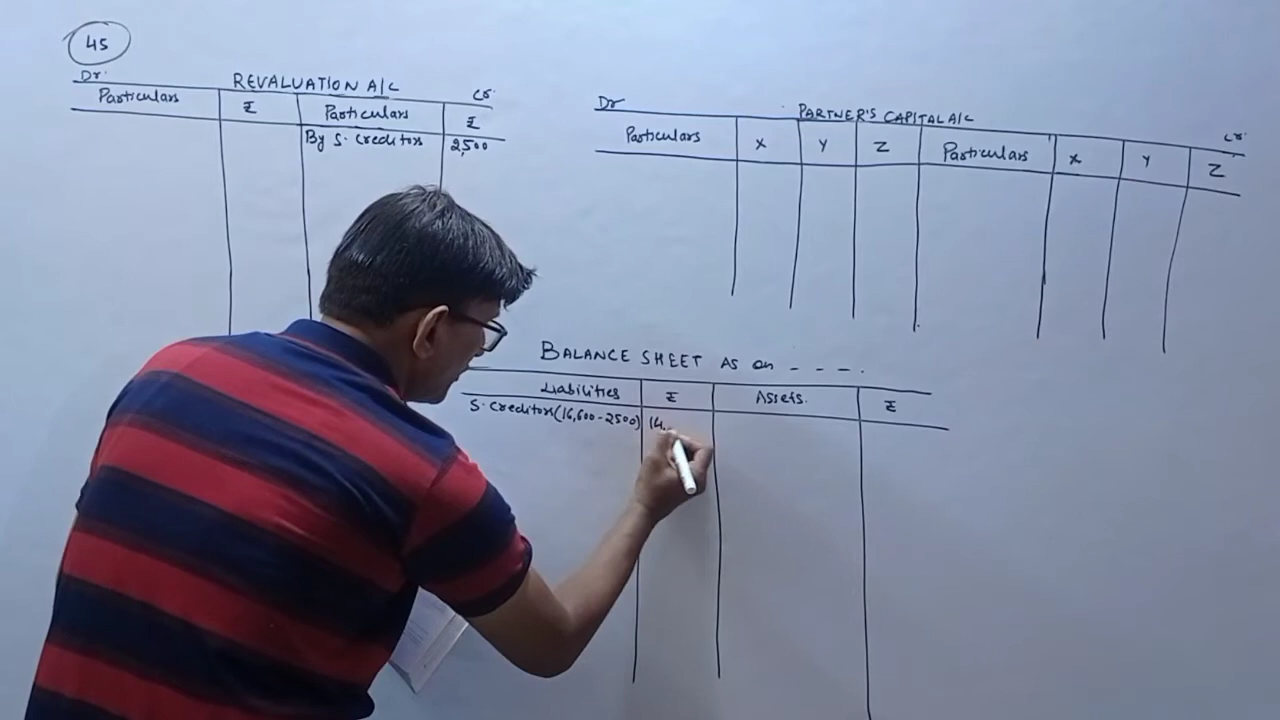 45
Dr.
REVALUATION A/C
Cr.
Particulars
₹
Particulars
₹
By S. Creditors
2,500
Dr
PARTNER'S CAPITAL A/C
Cr.
Particulars
X
Y
Z
Particulars
X
Y
Z
BALANCE SHEET AS on - - - -.
Liabilities
₹
Assets.
₹
S. Creditors (16,600-2500)
14,